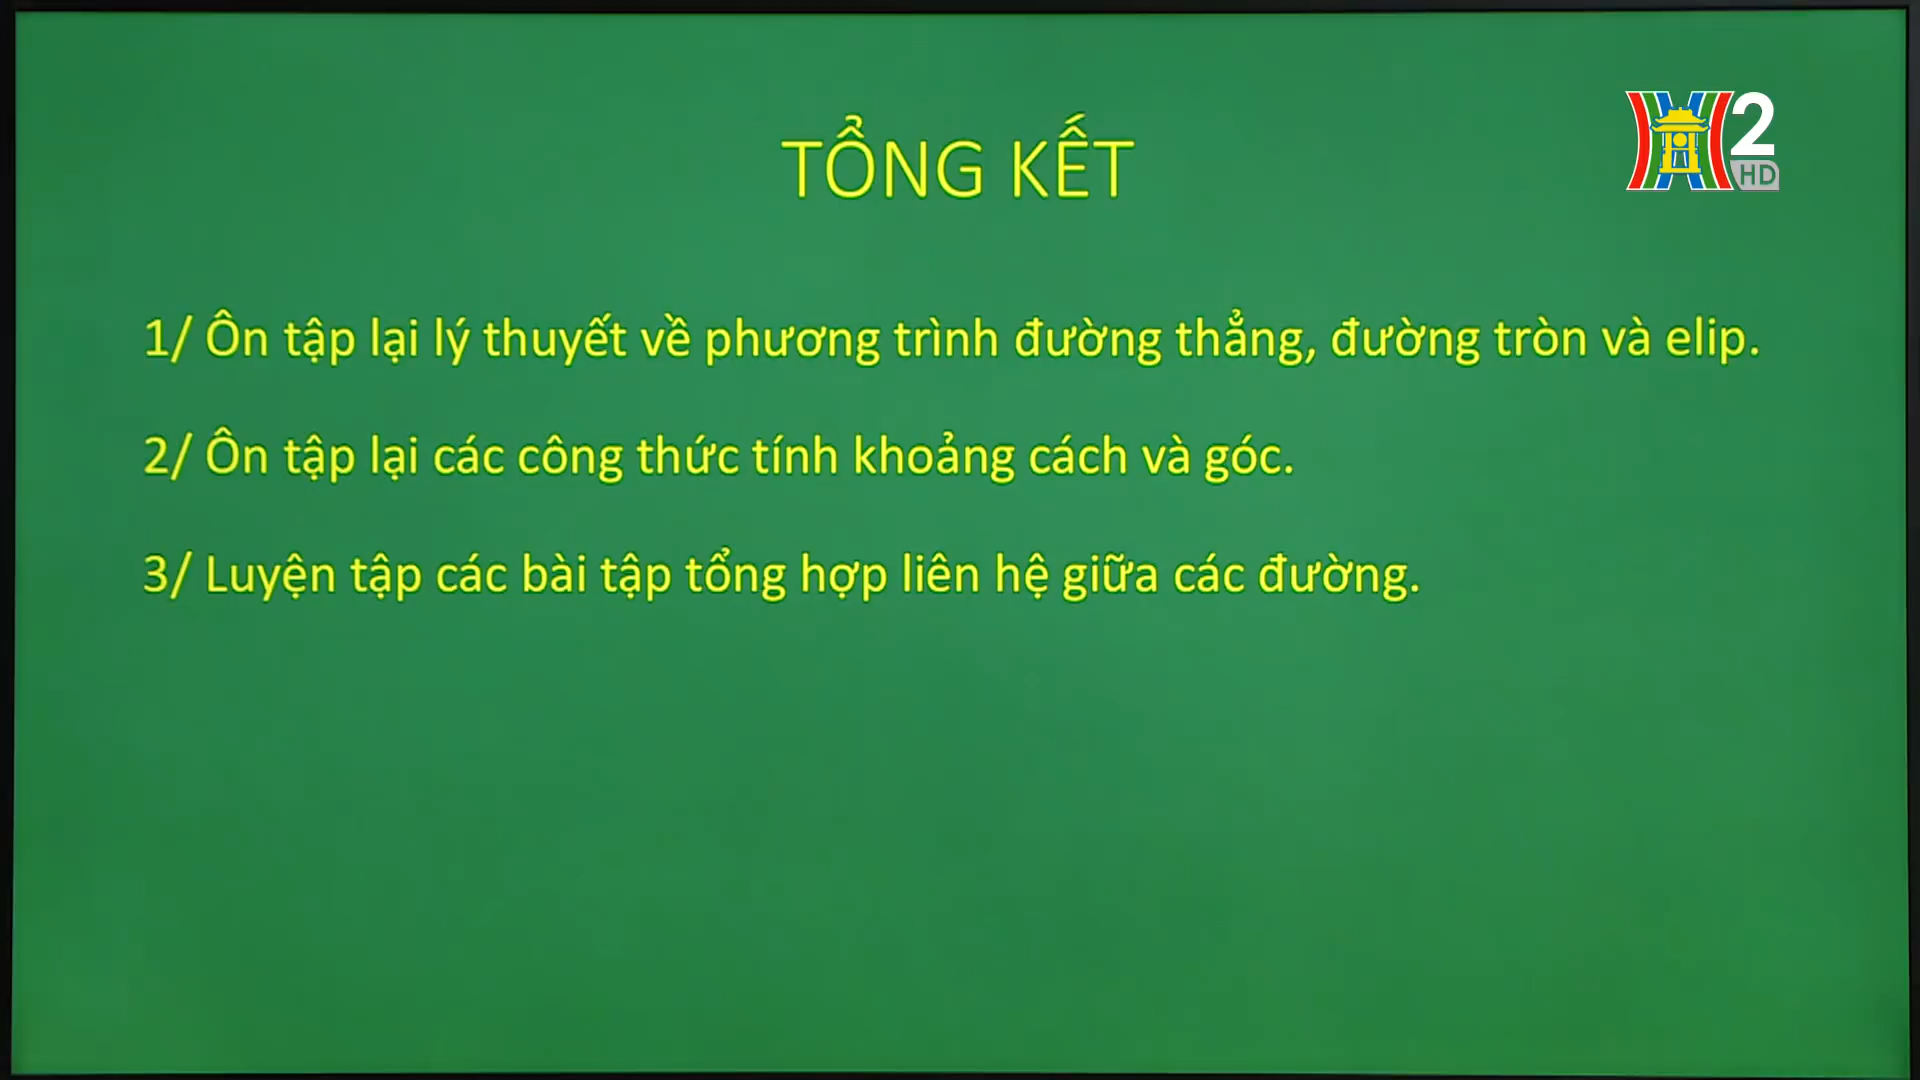 TỔNG KẾT
2
HD
1/ Ôn tập lại lý thuyết về phương trình đường thẳng, đường tròn và elip.
2/ Ôn tập lại các công thức tính khoảng cách và góc.
3/ Luyện tập các bài tập tổng hợp liên hệ giữa các đường.